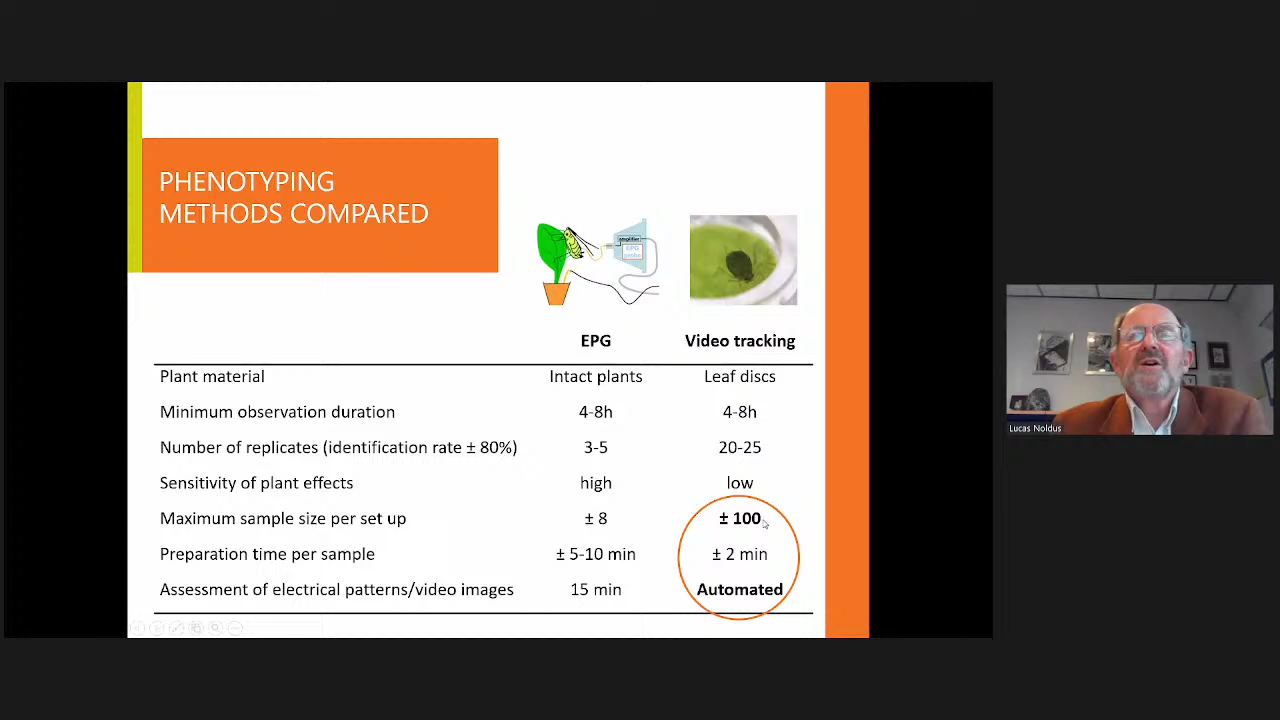 PHENOTYPING
METHODS COMPARED
amplifier
EPG
probe
EPG Video tracking
Plant material Intact plants Leaf discs
Minimum observation duration 4-8h 4-8h
Number of replicates (identification rate ± 80%) 3-5 20-25
Sensitivity of plant effects high low
Maximum sample size per set up ± 8 ± 100
Preparation time per sample ± 5-10 min ± 2 min
Assessment of electrical patterns/video images 15 min Automated
Lucas Noldus